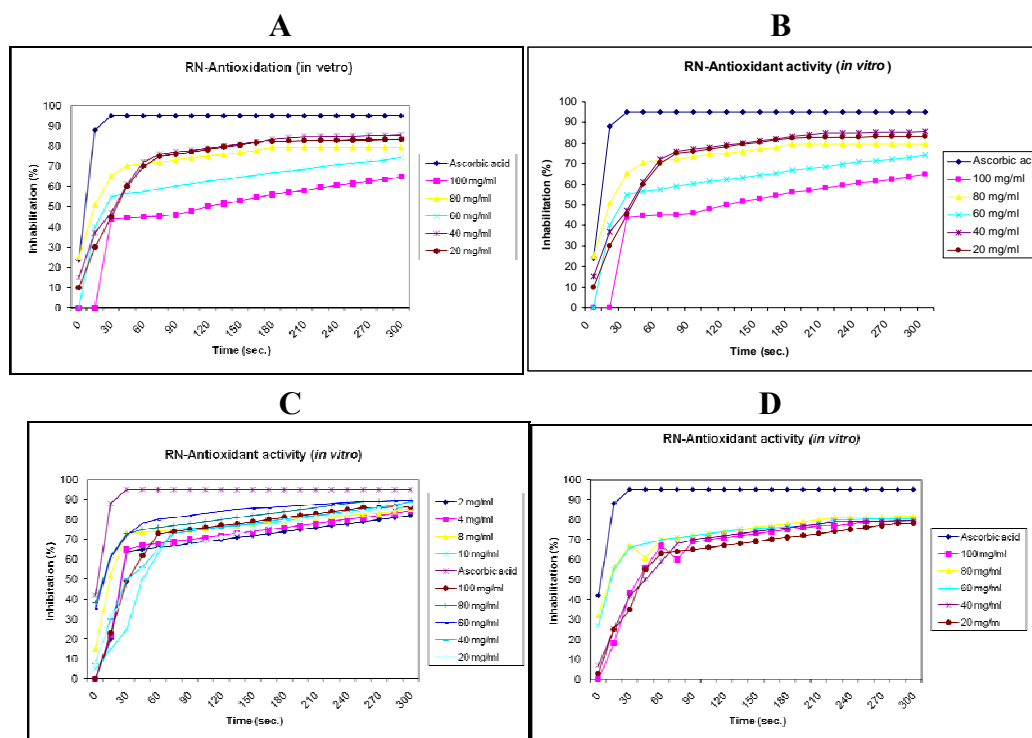 A
RN-Antioxidation (in vetro)
Inhabilitation (%)
100
90
80
70
60
50
40
30
20
10
0
0
30
60
90
120
150
180
210
240
270
300
Time (sec.)
Ascorbic acid
100 mg/ml
80 mg/ml
60 mg/ml
40 mg/ml
20 mg/ml
B
RN-Antioxidant activity (in vitro)
Inhabilitation (%)
100
90
80
70
60
50
40
30
20
10
0
0
30
60
90
120
150
180
210
240
270
300
Time (sec.)
Ascorbic aci
100 mg/ml
80 mg/ml
60 mg/ml
40 mg/ml
20 mg/ml
C
RN-Antioxidant activity (in vitro)
Inhibitation (%)
100
90
80
70
60
50
40
30
20
10
0
0
30
60
90
120
150
180
210
240
270
300
Time (sec.)
2 mg/ml
4 mg/ml
8 mg/ml
10 mg/ml
Ascorbic acid
100 mg/ml
80 mg/ml
60 mg/ml
40 mg/ml
20 mg/ml
D
RN-Antioxidant activity (in vitro)
Inhabilitation (%)
100
90
80
70
60
50
40
30
20
10
0
0
30
60
90
120
150
180
210
240
270
300
Time (sec.)
Ascorbic acid
100 mg/ml
80 mg/ml
60 mg/ml
40 mg/ml
20 mg/m